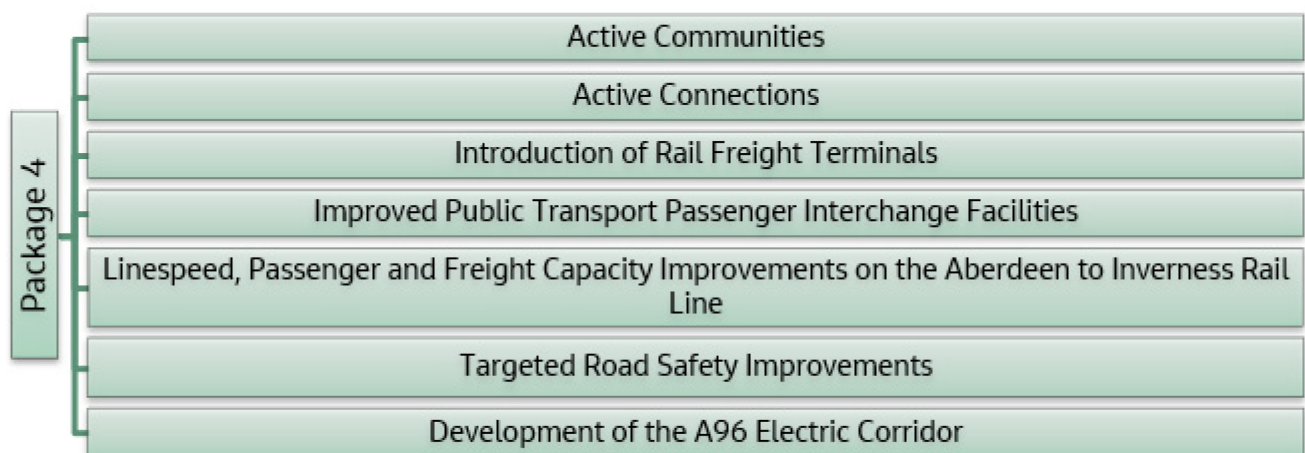 Package 4
Active Communities
Active Connections
Introduction of Rail Freight Terminals
Improved Public Transport Passenger Interchange Facilities
Linespeed, Passenger and Freight Capacity Improvements on the Aberdeen to Inverness Rail
Line
Targeted Road Safety Improvements
Development of the A96 Electric Corridor